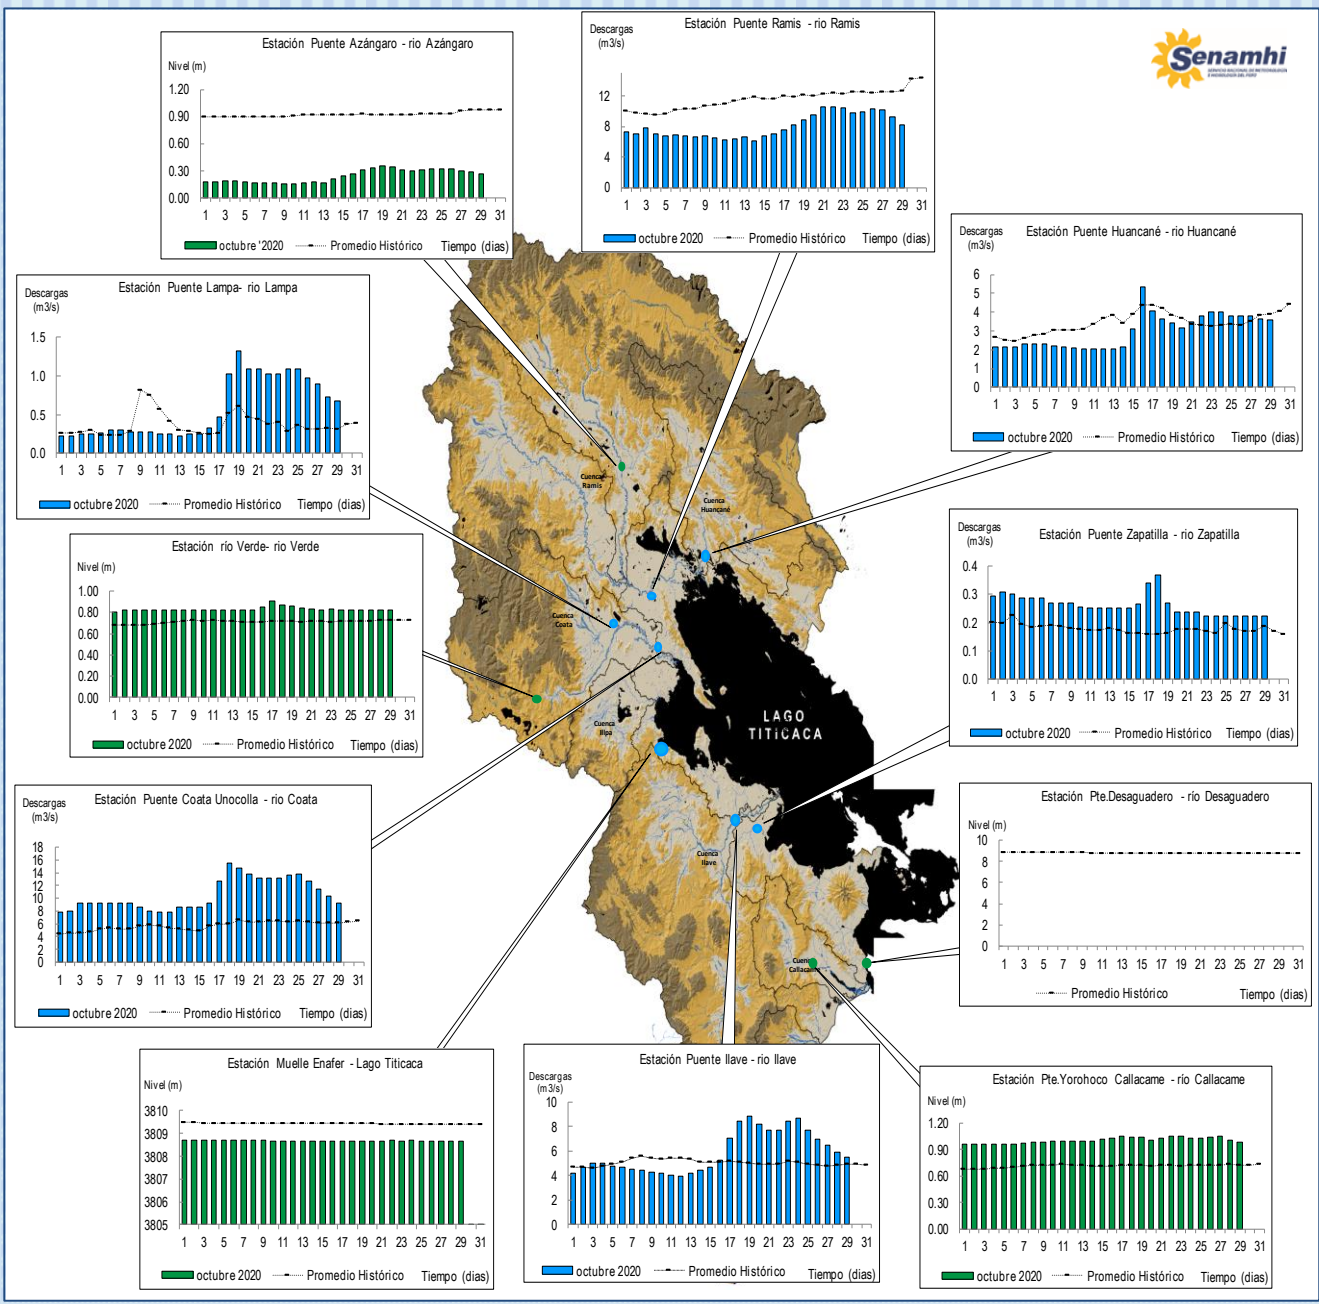 Senamhi
SERVICIO NACIONAL DE METEOROLOGÍA
E HIDROLOGÍA DEL PERÚ
Estación Puente Azángaro - rio Azángaro
Nivel (m)
1.20
0.90
0.60
0.30
0.00
1 3 5 7 9 11 13 15 17 19 21 23 25 27 29 31
octubre '2020 Promedio Histórico Tiempo (dias)
Estación Puente Ramis - rio Ramis
Descargas
(m3/s)
12
8
4
0
1 3 5 7 9 11 13 15 17 19 21 23 25 27 29 31
octubre 2020 Promedio Histórico Tiempo (dias)
Estación Puente Huancané - rio Huancané
Descargas
(m3/s)
6
5
4
3
2
1
0
1 3 5 7 9 11 13 15 17 19 21 23 25 27 29 31
octubre 2020 Promedio Histórico Tiempo (dias)
Estación Puente Lampa- rio Lampa
Descargas
(m3/s)
1.5
1.0
0.5
0.0
1 3 5 7 9 11 13 15 17 19 21 23 25 27 29 31
octubre 2020 Promedio Histórico Tiempo (dias)
Estación río Verde- rio Verde
Nivel (m)
1.00
0.80
0.60
0.40
0.20
0.00
1 3 5 7 9 11 13 15 17 19 21 23 25 27 29 31
octubre 2020 Promedio Histórico Tiempo (dias)
Estación Puente Zapatilla - rio Zapatilla
Descargas
(m3/s)
0.4
0.3
0.2
0.1
0.0
1 3 5 7 9 11 13 15 17 19 21 23 25 27 29 31
octubre 2020 Promedio Histórico Tiempo (dias)
Cuenca
Ramis
Cuenca
Huancané
Cuenca
Coata
Cuenca
Illpa
LAGO
TITICACA
Cuenca
Ilave
Cuenca
Callacame
Estación Puente Coata Unocolla - rio Coata
Descargas
(m3/s)
18
16
14
12
10
8
6
4
2
0
1 3 5 7 9 11 13 15 17 19 21 23 25 27 29 31
octubre 2020 Promedio Histórico Tiempo (dias)
Estación Pte.Desaguadero - río Desaguadero
Nivel (m)
10
8
6
4
2
0
1 3 5 7 9 11 13 15 17 19 21 23 25 27 29 31
Promedio Histórico Tiempo (dias)
Estación Muelle Enafer - Lago Titicaca
Nivel (m)
3810
3809
3808
3807
3806
3805
1 3 5 7 9 11 13 15 17 19 21 23 25 27 29 31
octubre 2020 Promedio Histórico Tiempo (dias)
Estación Puente Ilave - rio Ilave
Descargas
(m3/s)
10
8
6
4
2
0
1 3 5 7 9 11 13 15 17 19 21 23 25 27 29 31
octubre 2020 Promedio Histórico Tiempo (dias)
Estación Pte.Yorohoco Callacame - río Callacame
Nivel (m)
1.20
0.90
0.60
0.30
0.00
1 3 5 7 9 11 13 15 17 19 21 23 25 27 29 31
octubre 2020 Promedio Histórico Tiempo (dias)